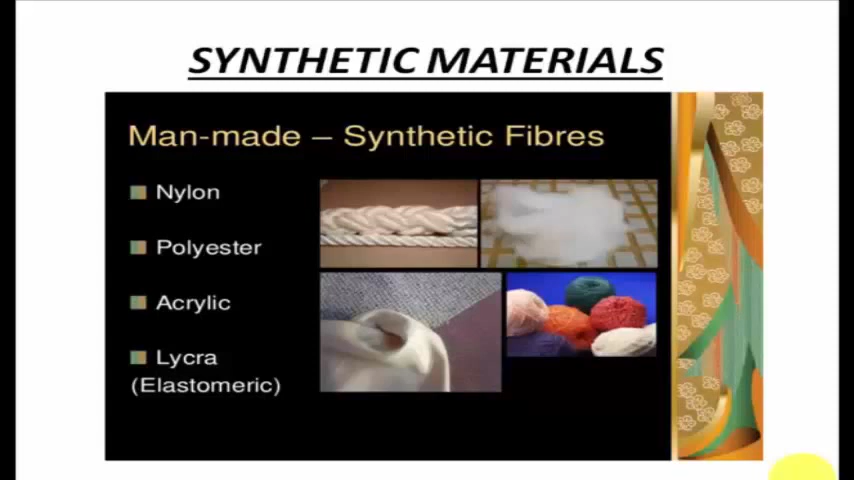 SYNTHETIC MATERIALS
Man-made – Synthetic Fibres
Nylon
Polyester
Acrylic
Lycra
(Elastomeric)